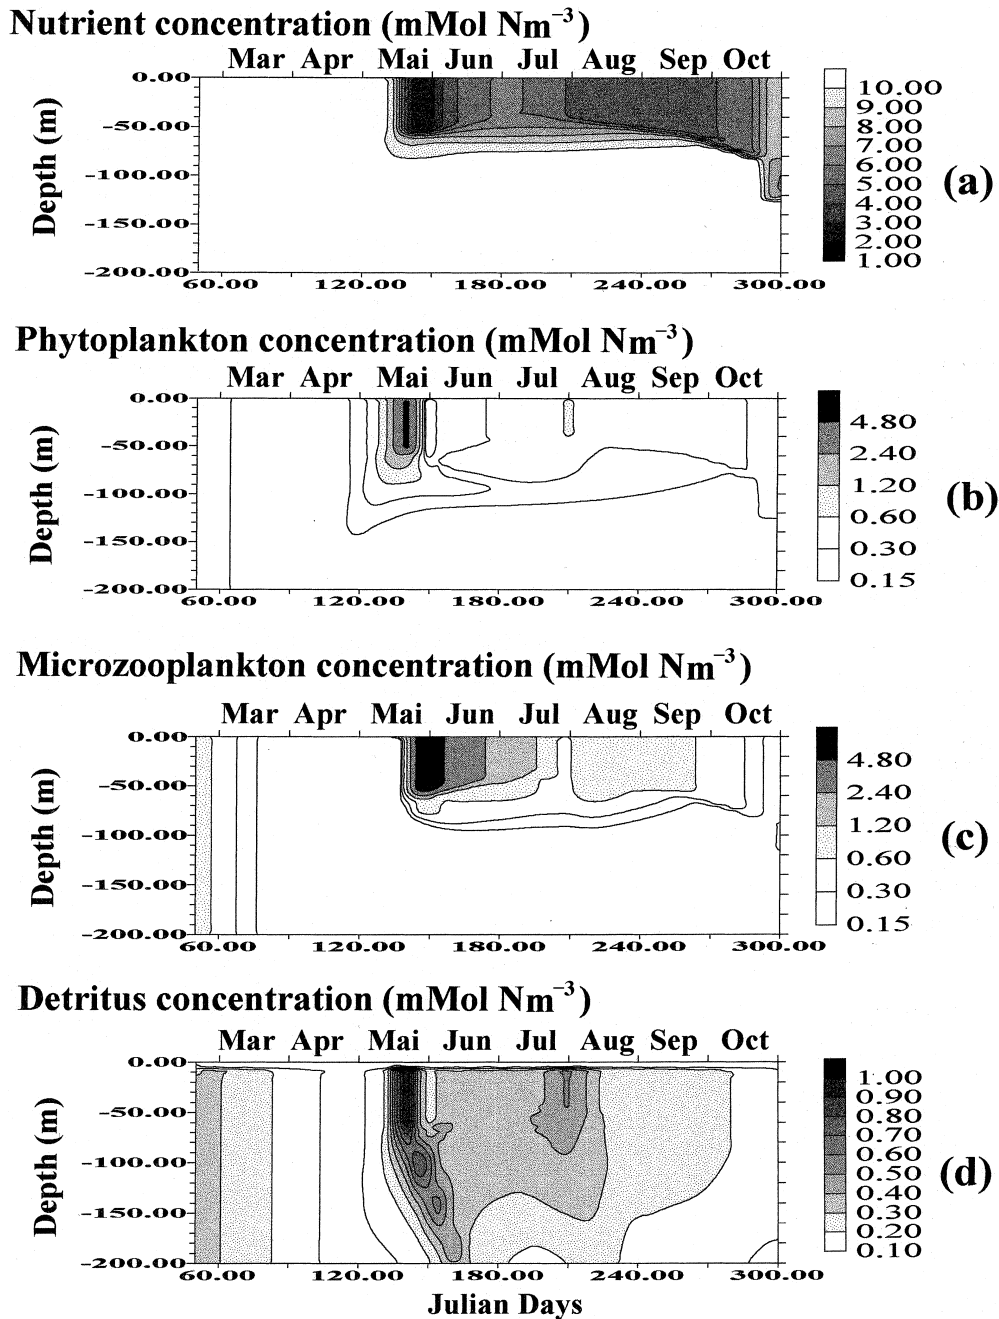 Nutrient concentration (mMol Nm⁻³)
Mar Apr Mai Jun Jul Aug Sep Oct
0.00
-50.00
-100.00
-150.00
-200.00
Depth (m)
60.00 120.00 180.00 240.00 300.00
10.00
9.00
8.00
7.00
6.00
5.00
4.00
3.00
2.00
1.00
(a)
Phytoplankton concentration (mMol Nm⁻³)
Mar Apr Mai Jun Jul Aug Sep Oct
0.00
-50.00
-100.00
-150.00
-200.00
Depth (m)
60.00 120.00 180.00 240.00 300.00
4.80
2.40
1.20
0.60
0.30
0.15
(b)
Microzooplankton concentration (mMol Nm⁻³)
Mar Apr Mai Jun Jul Aug Sep Oct
0.00
-50.00
-100.00
-150.00
-200.00
Depth (m)
60.00 120.00 180.00 240.00 300.00
4.80
2.40
1.20
0.60
0.30
0.15
(c)
Detritus concentration (mMol Nm⁻³)
Mar Apr Mai Jun Jul Aug Sep Oct
0.00
-50.00
-100.00
-150.00
-200.00
Depth (m)
60.00 120.00 180.00 240.00 300.00
Julian Days
1.00
0.90
0.80
0.70
0.60
0.50
0.40
0.30
0.20
0.10
(d)